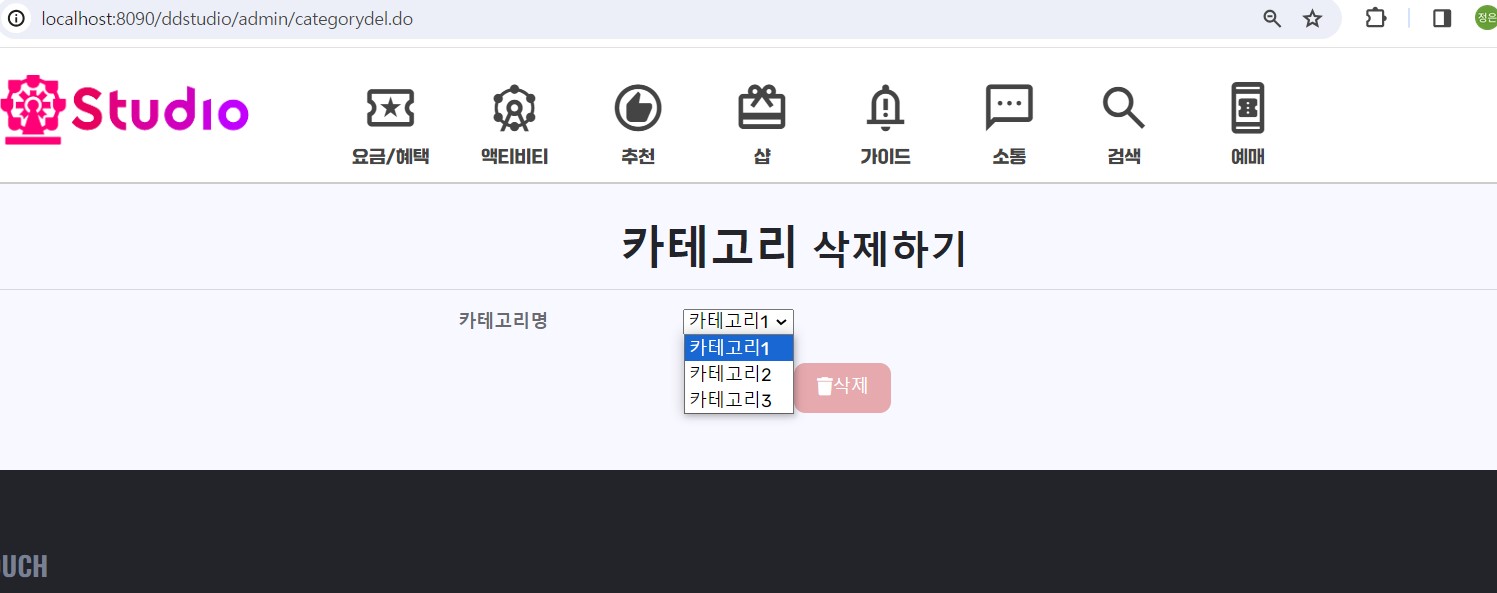 localhost:8090/ddstudio/admin/categorydel.do
정은
Studio
요금/혜택 액티비티 추천 샵 가이드 소통 검색 예매
카테고리 삭제하기
카테고리명 카테고리1
카테고리1
카테고리2
카테고리3
삭제
OUCH